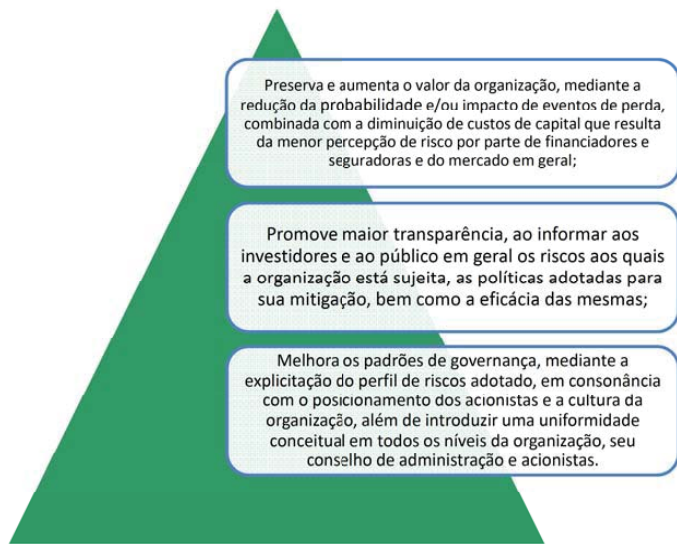 Preserva e aumenta o valor da organização, mediante a
redução da probabilidade e/ou impacto de eventos de perda,
combinada com a diminuição de custos de capital que resulta
da menor percepção de risco por parte de financiadores e
seguradoras e do mercado em geral;
Promove maior transparência, ao informar aos
investidores e ao público em geral os riscos aos quais
a organização está sujeita, as políticas adotadas para
sua mitigação, bem como a eficácia das mesmas;
Melhora os padrões de governança, mediante a
explicitação do perfil de riscos adotado, em consonância
com o posicionamento dos acionistas e a cultura da
organização, além de introduzir uma uniformidade
conceitual em todos os níveis da organização, seu
conselho de administração e acionistas.